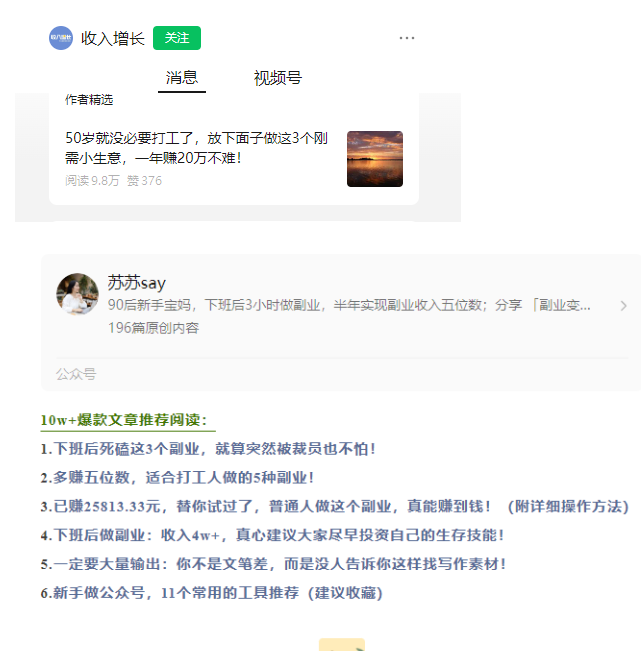 收入增长 关注
消息 视频号
作者精选
50岁就没必要打工了，放下面子做这3个刚
需小生意，一年赚20万不难！
阅读9.8万 赞376
苏苏say
90后新手宝妈，下班后3小时做副业，半年实现副业收入五位数；分享 「副业变...
196篇原创内容
公众号
10w+爆款文章推荐阅读：
1.下班后死磕这3个副业，就算突然被裁员也不怕！
2.多赚五位数，适合打工人做的5种副业！
3.已赚25813.33元，替你试过了，普通人做这个副业，真能赚到钱！（附详细操作方法）
4.下班后做副业：收入4w+，真心建议大家尽早投资自己的生存技能！
5.一定要大量输出：你不是文笔差，而是没人告诉你这样找写作素材！
6.新手做公众号，11个常用的工具推荐（建议收藏）